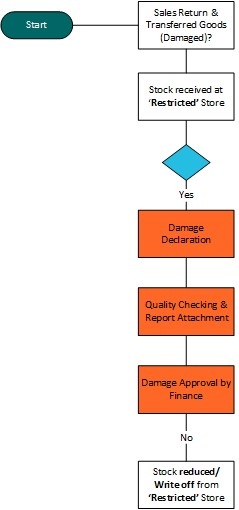 Start
Sales Return &
Transferred Goods
(Damaged)?
Stock received at
‘Restricted’ Store
Yes
Damage
Declaration
Quality Checking &
Report Attachment
Damage Approval by
Finance
No
Stock reduced/
Write off from
‘Restricted’ Store